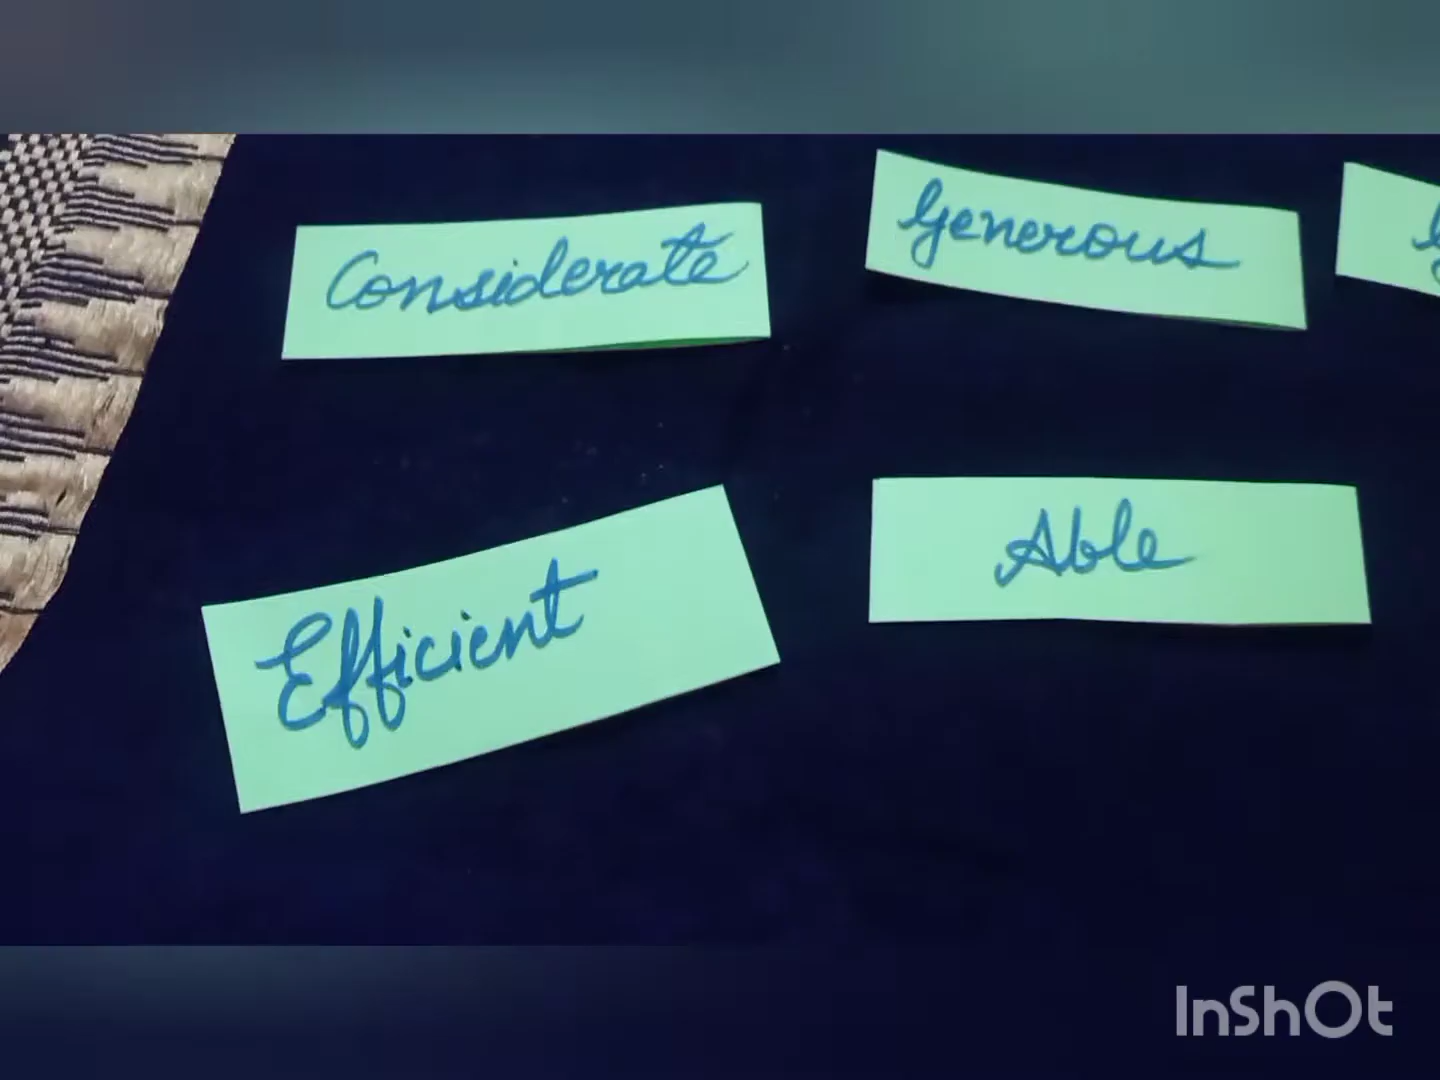 Considerate
Generous
Efficient
Able
InShOt